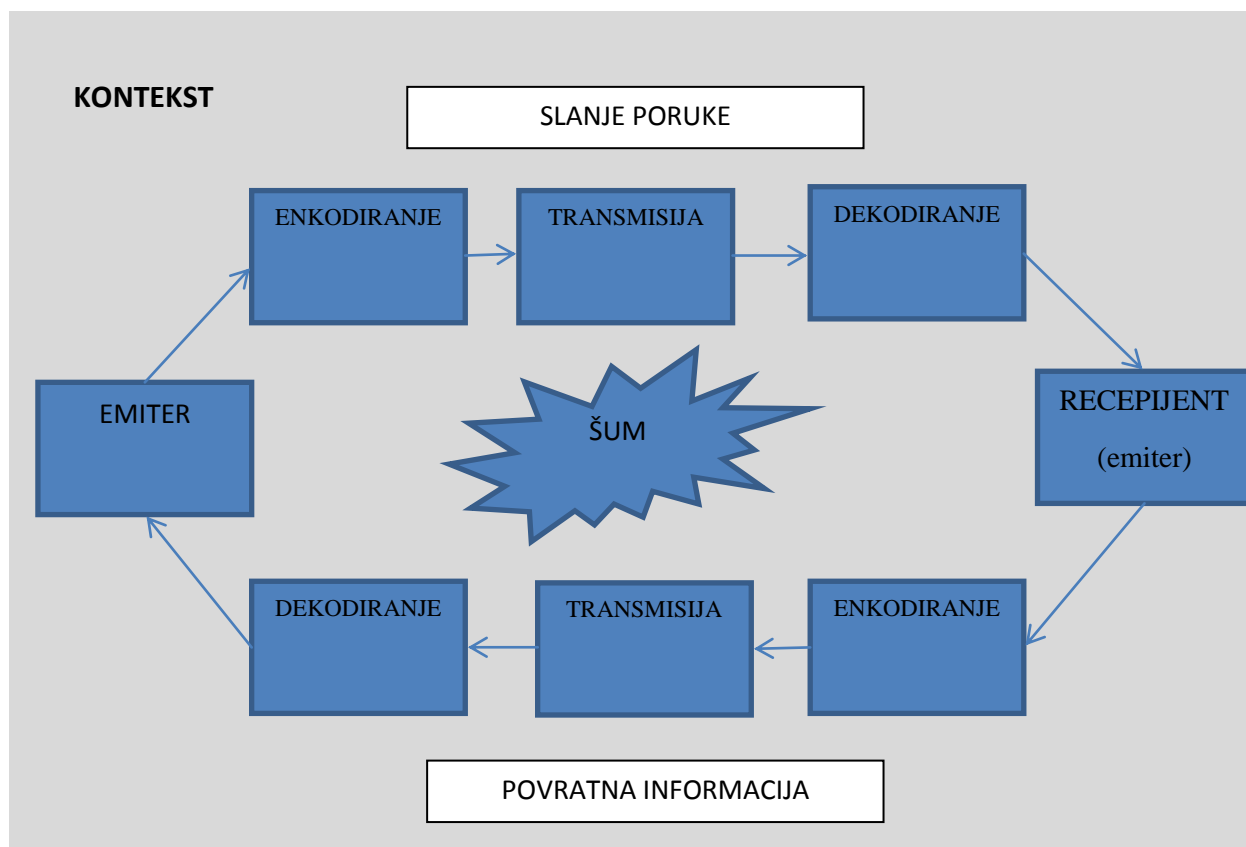 KONTEKST
SLANJE PORUKE
ENKODIRANJE
TRANSMISIJA
DEKODIRANJE
EMITER
ŠUM
RECEPIJENT
(emiter)
DEKODIRANJE
TRANSMISIJA
ENKODIRANJE
POVRATNA INFORMACIJA